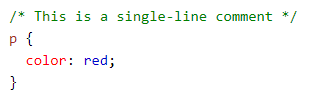 /* This is a single-line comment */
p {
  color: red;
}